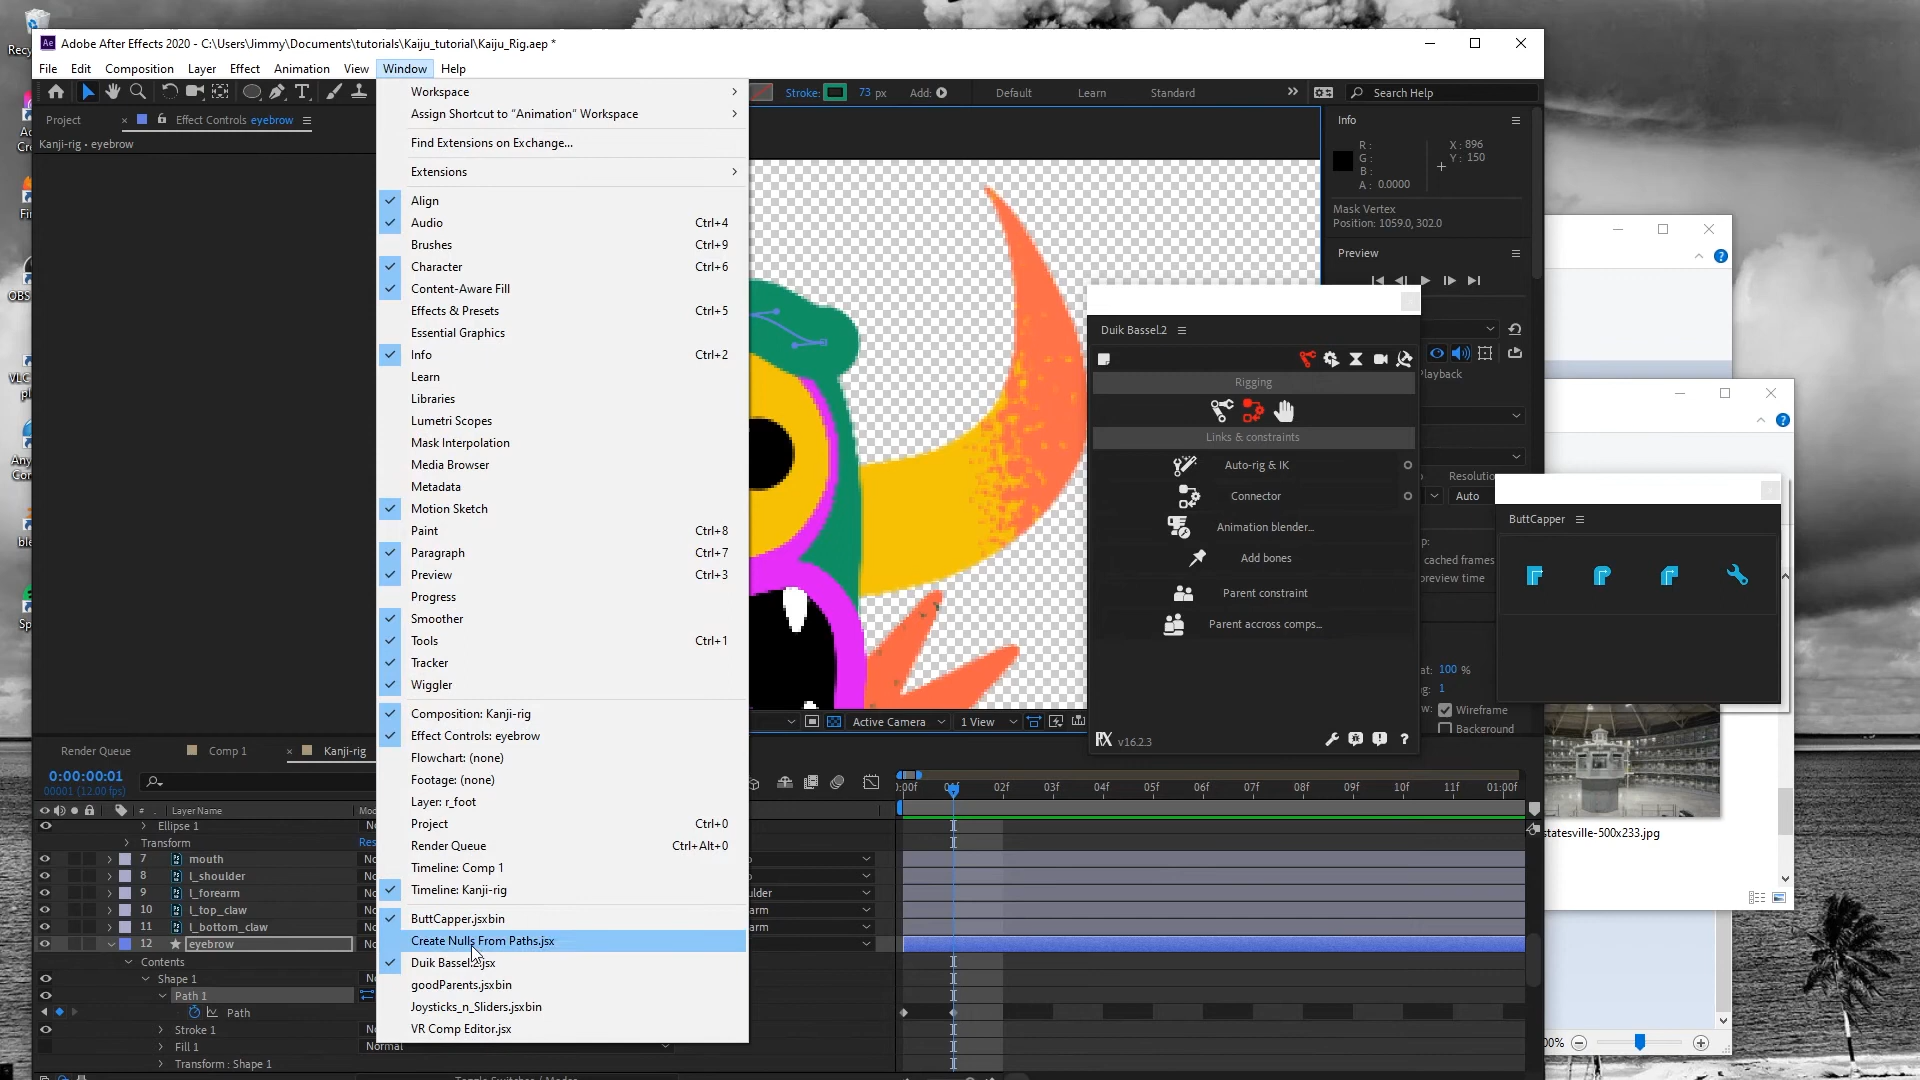 Adobe After Effects 2020 - C:\Users\Jimmy\Documents\tutorials\Kaiju_tutorial\Kaiju_Rig.aep *
File Edit Composition Layer Effect Animation View Window Help
Stroke: 73 px Add: Default Learn Standard Search Help
Project Effect Controls eyebrow
Kanji-rig • eyebrow
Workspace
Assign Shortcut to "Animation" Workspace
Find Extensions on Exchange...
Extensions
Align
Audio Ctrl+4
Brushes Ctrl+9
Character Ctrl+6
Content-Aware Fill
Effects & Presets Ctrl+5
Essential Graphics
Info Ctrl+2
Learn
Libraries
Lumetri Scopes
Mask Interpolation
Media Browser
Metadata
Motion Sketch
Paint Ctrl+8
Paragraph Ctrl+7
Preview Ctrl+3
Progress
Smoother
Tools Ctrl+1
Tracker
Wiggler
Composition: Kanji-rig
Effect Controls: eyebrow
Flowchart: (none)
Footage: (none)
Layer: r_foot
Project Ctrl+0
Render Queue Ctrl+Alt+0
Timeline: Comp 1
Timeline: Kanji-rig
ButtCapper.jsxbin
Create Nulls From Paths.jsx
Duik Bassel.2.jsx
goodParents.jsxbin
Joysticks_n_Sliders.jsxbin
VR Comp Editor.jsx
Info
R :
G :
B :
A : 0.0000
X : 896
Y : 150
Mask Vertex
Position: 1059.0, 302.0
Preview
Duik Bassel.2
Rigging
Links & constraints
Auto-rig & IK
Connector
Animation blender...
Add bones
Parent constraint
Parent accross comps...
v16.2.3
Resolutio
Auto
cached frames
preview time
100 %
1
Wireframe
Background
ButtCapper
statesville-500x233.jpg
Active Camera 1 View
Render Queue Comp 1 Kanji-rig
0:00:00:01
00001 (12.00 fps)
# Layer Name
02f 03f 04f 05f 06f 07f 08f 09f 10f 11f 01:00f
Ellipse 1
Transform
7 mouth
8 l_shoulder
9 l_forearm
10 l_top_claw
11 l_bottom_claw
12 eyebrow
Contents
Shape 1
Path 1
Path
Stroke 1
Fill 1 Normal
Transform : Shape 1
Toggle Switches / Modes